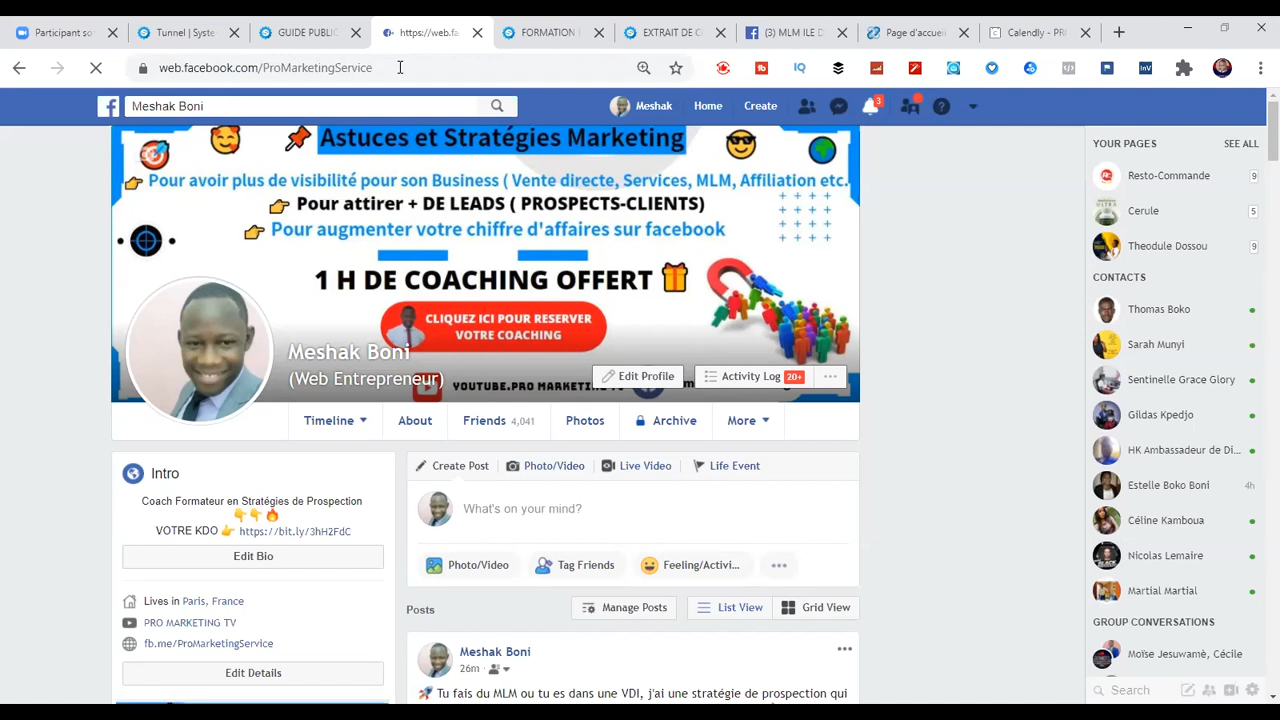 Participant so
Tunnel | Syste
GUIDE PUBLIC
https://web.fa
FORMATION
EXTRAIT DE C
(3) MLM ILE D
Page d'accuei
Calendly - PR
web.facebook.com/ProMarketingService
Meshak Boni
Meshak
Home
Create
3
Astuces et Stratégies Marketing
Pour avoir plus de visibilité pour son Business ( Vente directe, Services, MLM, Affiliation etc.
Pour attirer + DE LEADS ( PROSPECTS-CLIENTS)
Pour augmenter votre chiffre d'affaires sur facebook
1 H DE COACHING OFFERT
CLIQUEZ ICI POUR RESERVER
VOTRE COACHING
Meshak Boni
(Web Entrepreneur)
YOUTUBE.PRO MARKETING
Edit Profile
Activity Log 20+
Timeline
About
Friends 4,041
Photos
Archive
More
Intro
Coach Formateur en Stratégies de Prospection
VOTRE KDO https://bit.ly/3hH2FdC
Edit Bio
Lives in Paris, France
PRO MARKETING TV
fb.me/ProMarketingService
Edit Details
Create Post
Photo/Video
Live Video
Life Event
What's on your mind?
Photo/Video
Tag Friends
Feeling/Activi...
Posts
Manage Posts
List View
Grid View
Meshak Boni
26m
Tu fais du MLM ou tu es dans une VDI, j'ai une stratégie de prospection qui
YOUR PAGES
SEE ALL
Resto-Commande 9
Cerule 5
Theodule Dossou 9
CONTACTS
Thomas Boko
Sarah Munyi
Sentinelle Grace Glory
Gildas Kpedjo
HK Ambassadeur de Di...
Estelle Boko Boni 4h
Céline Kamboua
Nicolas Lemaire
Martial Martial
GROUP CONVERSATIONS
Moïse Jesuwamè, Cécile
Search